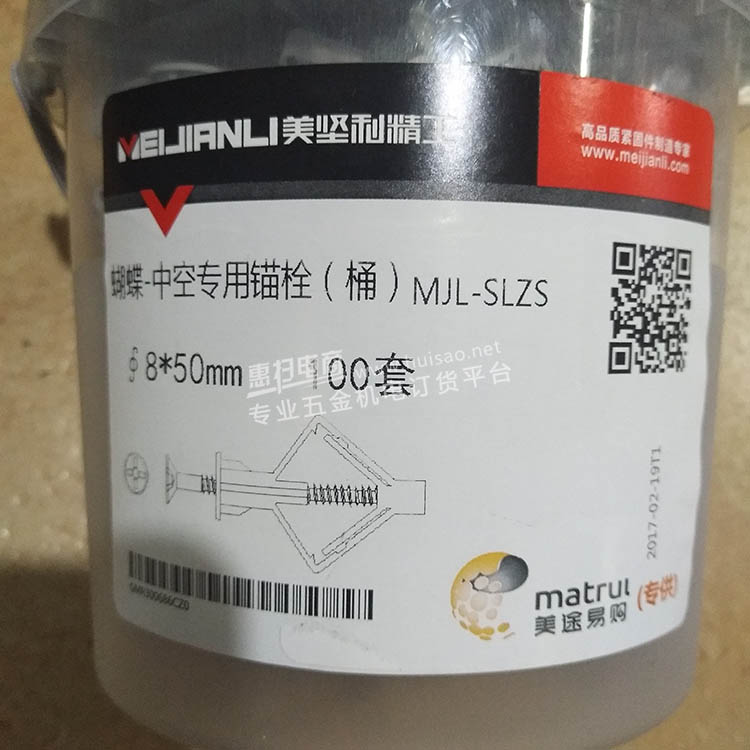 MEIJIANLI美坚利精工
高品质紧固件制造专家
www.meijianli.com
蝴蝶-中空专用锚栓（桶）MJL-SLZS
∮8*50mm 100套
惠扫电商 www.huisao.net
专业五金机电订货平台
2017-02-19T1
matrul
美途易购
(专供)